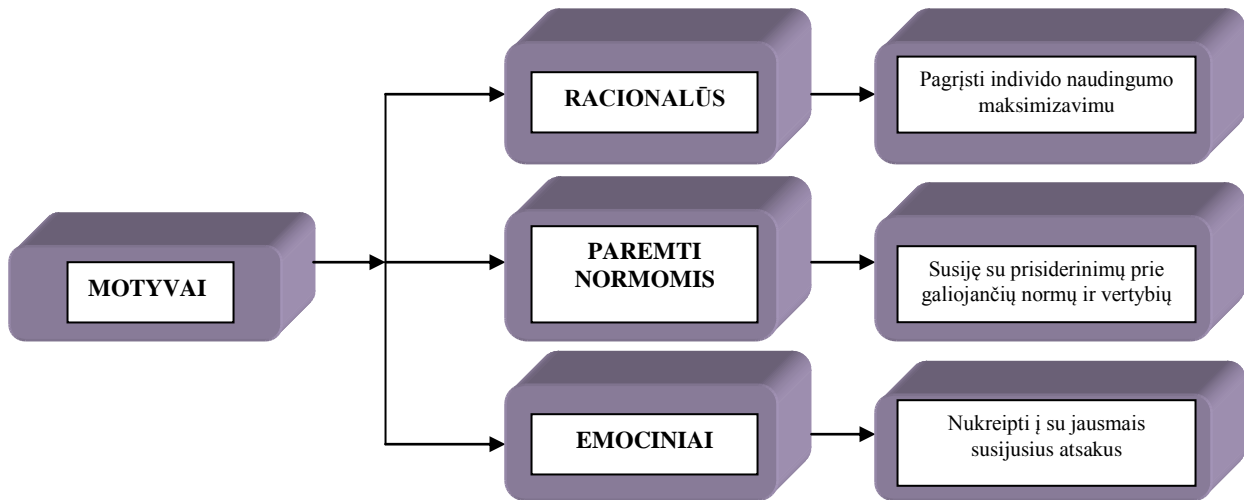 MOTYVAI
RACIONALŪS
Pagrįsti individo naudingumo
maksimizavimu
PAREMTI
NORMOMIS
Susiję su prisiderinimų prie
galiojančių normų ir vertybių
EMOCINIAI
Nukreipti į su jausmais
susijusius atsakus